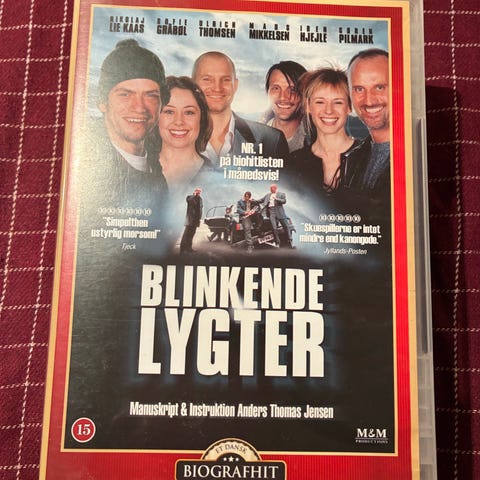 NIKOLAJ SOFIE ULRICH MADS IBEN SØREN
LIE KAAS GRÅBØL THOMSEN MIKKELSEN HJEJLE PILMARK
NR. 1
på biohitlisten
i månedsvis!
"Simpelthen
ustyrlig morsom!"
Tjeck
"Skuespillerne er intet
mindre end kanongode."
Jyllands-Posten
BLINKENDE
LYGTER
Manuskript & Instruktion Anders Thomas Jensen
15
M&M
PRODUCTIONS
ET DANSK
BIOGRAFHIT